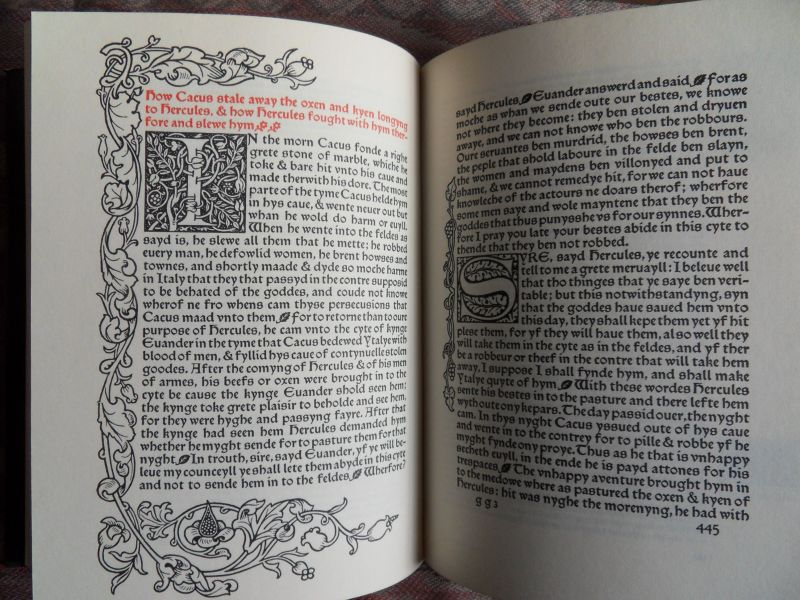 How Cacus stale away the oxen and kyen longyng
to Hercules, & how Hercules fought with hym ther-
fore and slewe hym
IN the morn Cacus fonde a right
grete stone of marble, whiche he
toke & bare hit vnto his caue and
made therwith his dore. The most
parte of the tyme Cacus helde hym
in hys caue, & wente neuer out but
whan he wold do harm or euyll.
When he wente into the feldes as
sayd is, he slewe all them that he mette; he robbed
euery man, he defowlid women, he brent howses and
townes, and shortly maade & dyde so moche harme
in Italy that they that passyd in the contre supposid
to be behated of the goddes, and coude not knowe
wherof ne fro whens cam thyse persecusions that
Cacus maad vnto them. For to retorne than to oure
purpose of Hercules, he cam vnto the cyte of kynge
Euander in the tyme that Cacus bedewed Ytalye with
blood of men, & fyllid hys caue of contynuelle stolen
goodes. After the comyng of Hercules & of his men
of armes, his beefs or oxen were brought in to the
cyte be cause the kynge Euander shold seen hem:
the kynge toke grete plaisir to beholde and see hem,
for they were hyghe and passyng fayre. After that
the kynge had seen hem Hercules demanded hym
whether he myght sende for to pasture them for that
nyght. In trouth, sire, sayd Euander, yf ye will be-
leue my counceyll ye shall lete them abyde in this cyte
and not to sende hem in to the feldes. Wherfore?
sayd Hercules. Euander answerd and said, For as
moche as whan we sende oute our bestes, we knowe
not where they become: they ben stolen and dryuen
awaye, and we can not knowe who ben the robbours.
Oure seruantes ben murdrid, the howses ben brent,
the peple that shold laboure in the felde ben slayn,
the women and maydens ben villonyed and put to
shame, & we cannot remedye hit, for we can not haue
knowleche of the actours ne doars therof; wherfore
some men saye and wole mayntene that they ben the
goddes that thus punysshe vs for our synnes. Wher-
fore I pray you late your bestes abide in this cyte to
thende that they ben not robbed.
SYRE, sayd Hercules, ye recounte and
tell to me a grete meruayll: I beleue well
that tho thinges that ye saye ben veri-
table; but this notwithstandyng, syn
that the goddes haue saued hem vnto
this day, they shall kepe them yet yf hit
plese them, for yf they will haue them, also well they
will take them in the cyte as in the feldes, and yf ther
be a robbeur or theef in the contre that will take hem
away, I suppose I shall fynde hym, and shall make
Ytalye quyte of hym. With these wordes Hercules
sente his bestes in to the pasture and there lefte hem
wythoute ony kepars. The day passid ouer, the nyght
cam. In thys nyght Cacus yssued oute of hys caue
and wente in to the contrey for to pille & robbe yf he
myght fynde ony proye. Thus as he that is vnhappy
secheth euyll, in the ende he is payd attones for his
trespaces. The vnhappy aventure brought hym in
to the medowe where as pastured the oxen & kyen of
Hercules: hit was nyghe the morenyng, he had with
g g 3
445